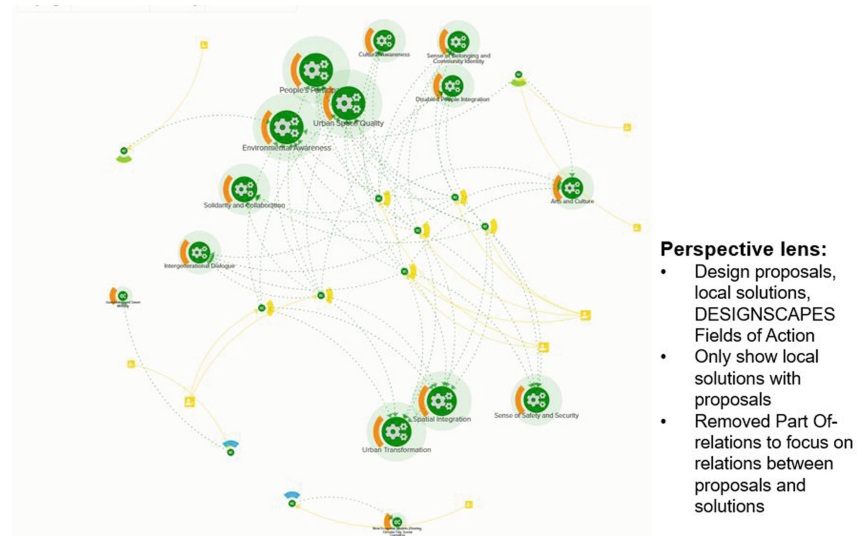 Cultural Awareness
Sense of Belonging and
Community Identity
People's
Disabled People Integration
Urban Space Quality
Environmental Awareness
Solidarity and Collaboration
Arts and Culture
Intergenerational Dialogue
Spatial Integration
Sense of Safety and Security
Urban Transformation
Perspective lens:
• Design proposals,
local solutions,
DESIGNSCAPES
Fields of Action
• Only show local
solutions with
proposals
• Removed Part Of-
relations to focus on
relations between
proposals and
solutions